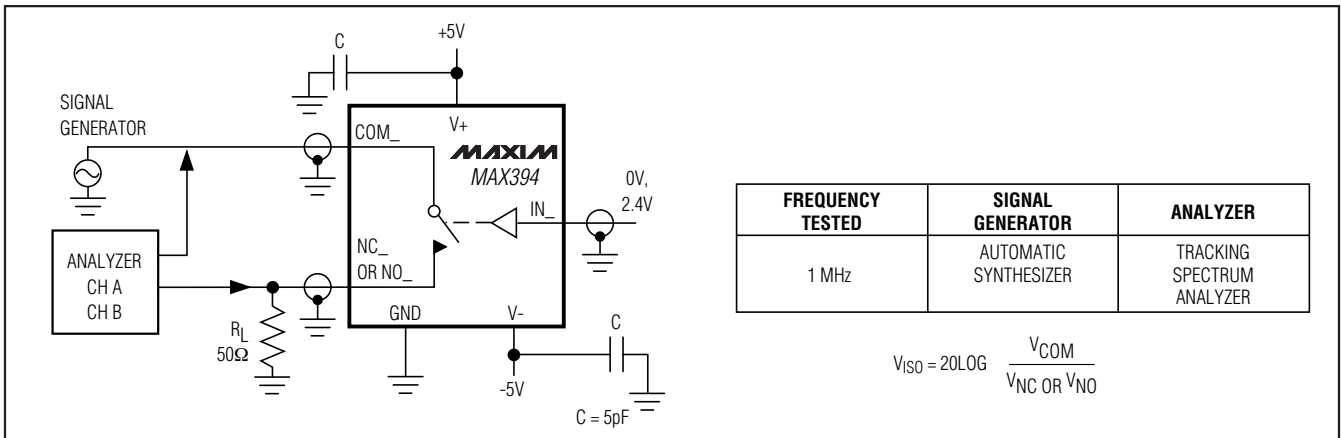 C
+5V
SIGNAL
GENERATOR
COM_
V+
MAXIM
MAX394
0V,
2.4V
IN_
NC_
OR NO_
ANALYZER
CH A
CH B
RL
50Ω
GND
V-
C
-5V
C = 5pF
FREQUENCY
TESTED
SIGNAL
GENERATOR
ANALYZER
1 MHz
AUTOMATIC
SYNTHESIZER
TRACKING
SPECTRUM
ANALYZER
VISO = 20LOG
VCOM
VNC OR VNO